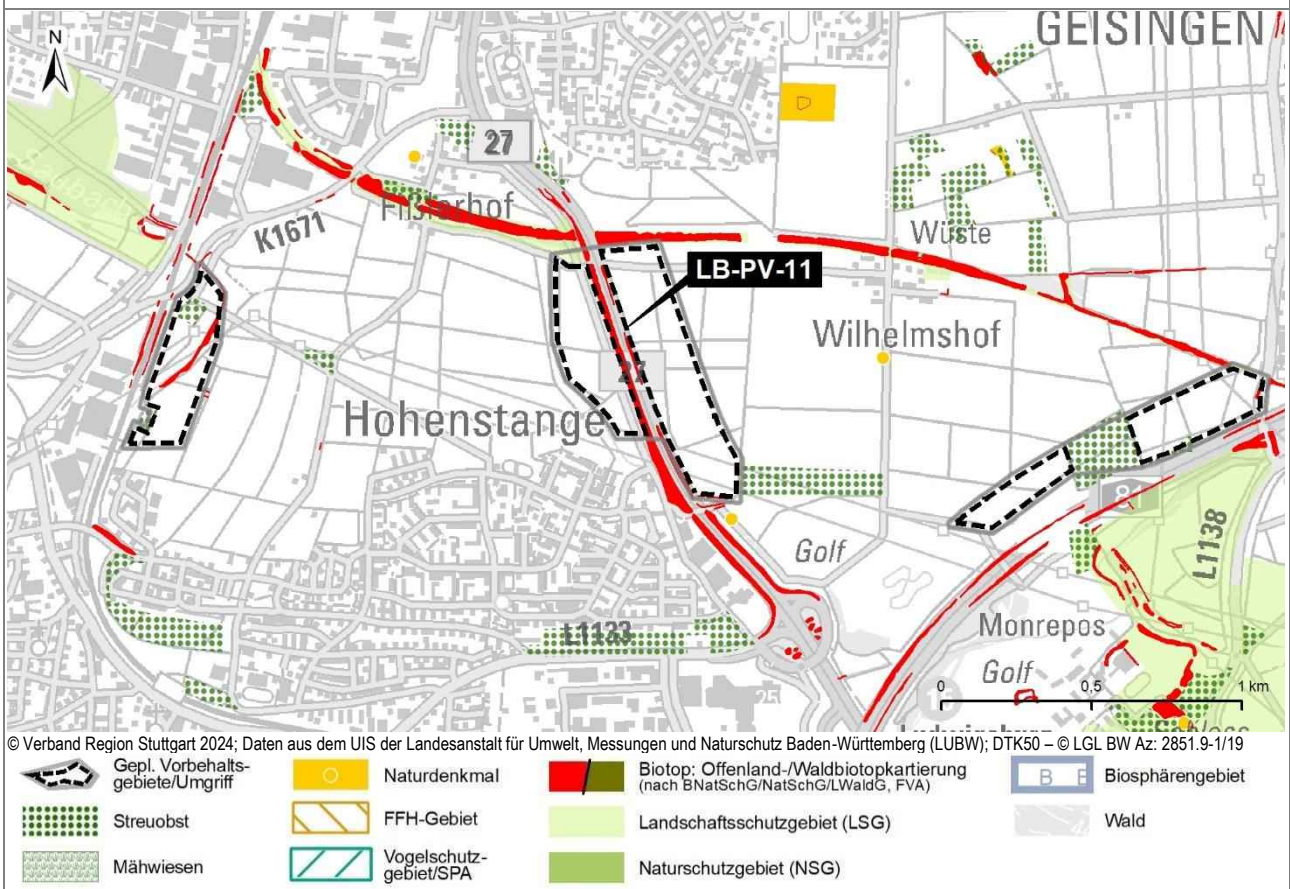 GEISINGEN
N
27
K1671
Wüste
LB-PV-11
Wilhelmshof
27
Hohenstange
8
L1138
Golf
L1133
Monrepos
Golf
0 0,5 1 km
© Verband Region Stuttgart 2024; Daten aus dem UIS der Landesanstalt für Umwelt, Messungen und Naturschutz Baden-Württemberg (LUBW); DTK50 – © LGL BW Az: 2851.9-1/19
Gepl. Vorbehalts-
gebiete/Umgriff
Streuobst
Mähwiesen
Naturdenkmal
FFH-Gebiet
Vogelschutz-
gebiet/SPA
Biotop: Offenland-/Waldbiotopkartierung
(nach BNatSchG/NatSchG/LWaldG, FVA)
Landschaftsschutzgebiet (LSG)
Naturschutzgebiet (NSG)
B B
Biosphärengebiet
Wald